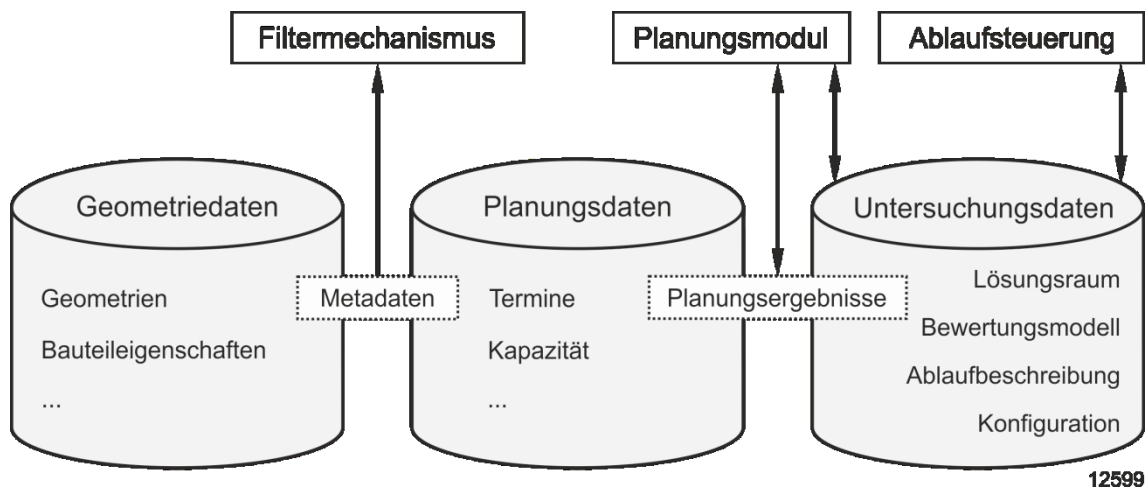 Filtermechanismus
Planungsmodul
Ablaufsteuerung
Geometriedaten
Planungsdaten
Untersuchungsdaten
Geometrien
Bauteileigenschaften
...
Metadaten
Termine
Kapazität
...
Planungsergebnisse
Lösungsraum
Bewertungsmodell
Ablaufbeschreibung
Konfiguration
12599